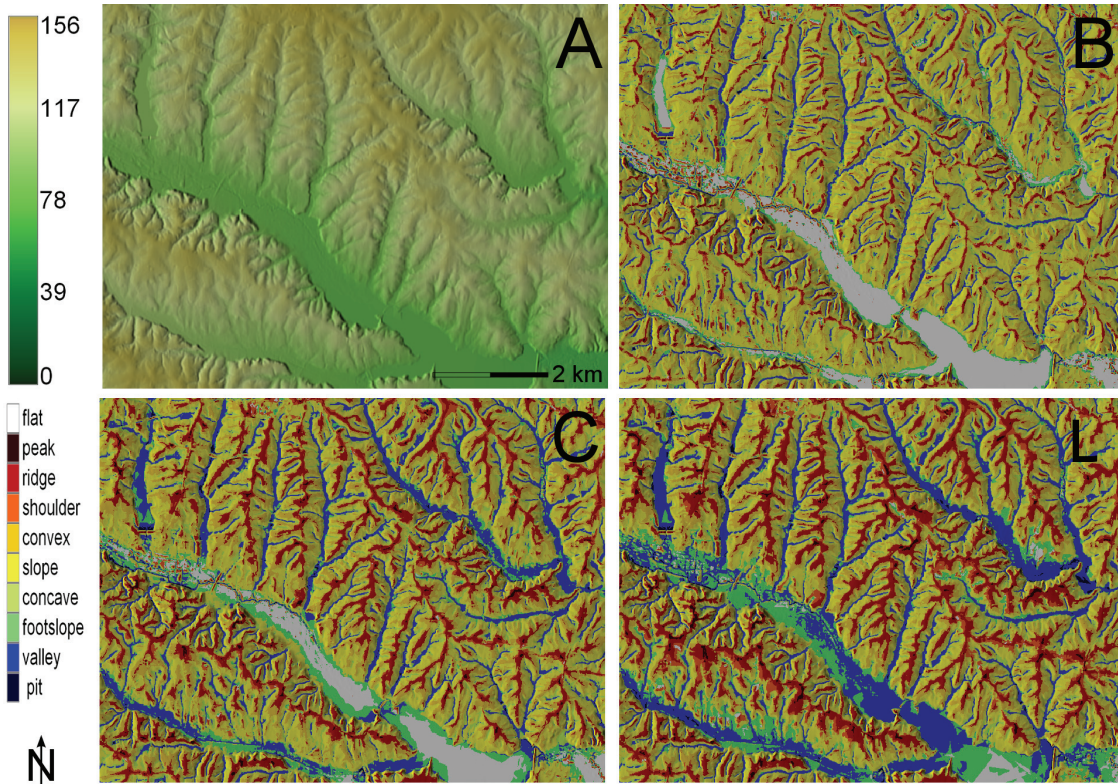 156
117
78
39
0
A
2 km
B
flat
peak
ridge
shoulder
convex
slope
concave
footslope
valley
pit
N
C
L